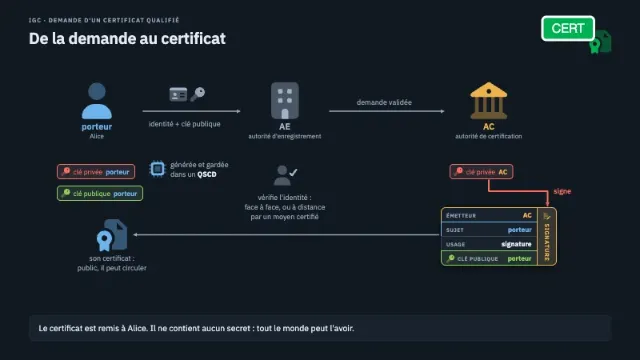 IGC - DEMANDE D'UN CERTIFICAT QUALIFIÉ
De la demande au certificat
CERT
porteur
Alice
identité + clé publique
AE
autorité d'enregistrement
demande validée
AC
autorité de certification
clé privée porteur
clé publique porteur
générée et gardée
dans un QSCD
vérifie l'identité :
face à face, ou à distance
par un moyen certifié
clé privée AC
signe
ÉMETTEUR AC
SUJET porteur
USAGE signature
CLÉ PUBLIQUE porteur
SIGNATURE
son certificat :
public, il peut circuler
Le certificat est remis à Alice. Il ne contient aucun secret : tout le monde peut l'avoir.